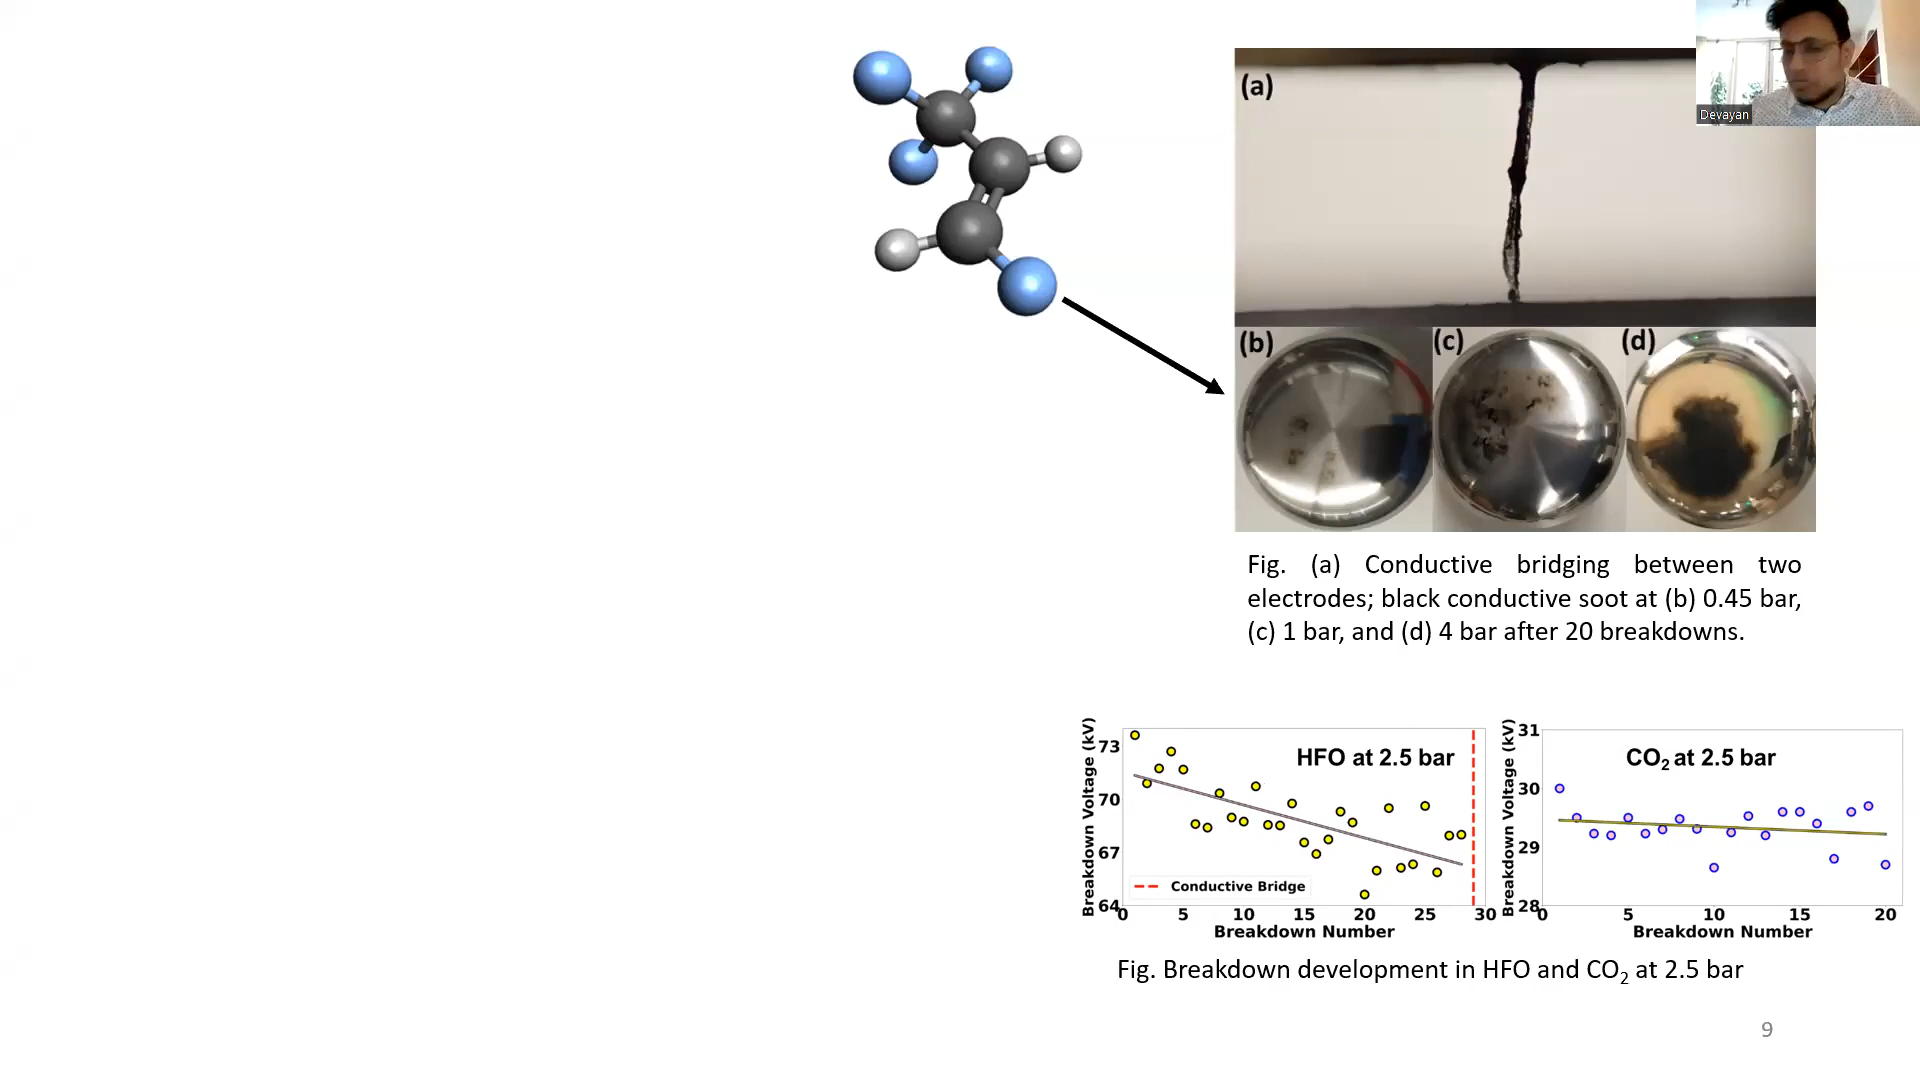 Devayan
(a)
(b)
(c)
(d)
Fig. (a) Conductive bridging between two
electrodes; black conductive soot at (b) 0.45 bar,
(c) 1 bar, and (d) 4 bar after 20 breakdowns.
Breakdown Voltage (kV)
73
70
67
64
HFO at 2.5 bar
Conductive Bridge
0 5 10 15 20 25 30
Breakdown Number
Breakdown Voltage (kV)
31
30
29
28
CO₂ at 2.5 bar
0 5 10 15 20
Breakdown Number
Fig. Breakdown development in HFO and CO₂ at 2.5 bar
9